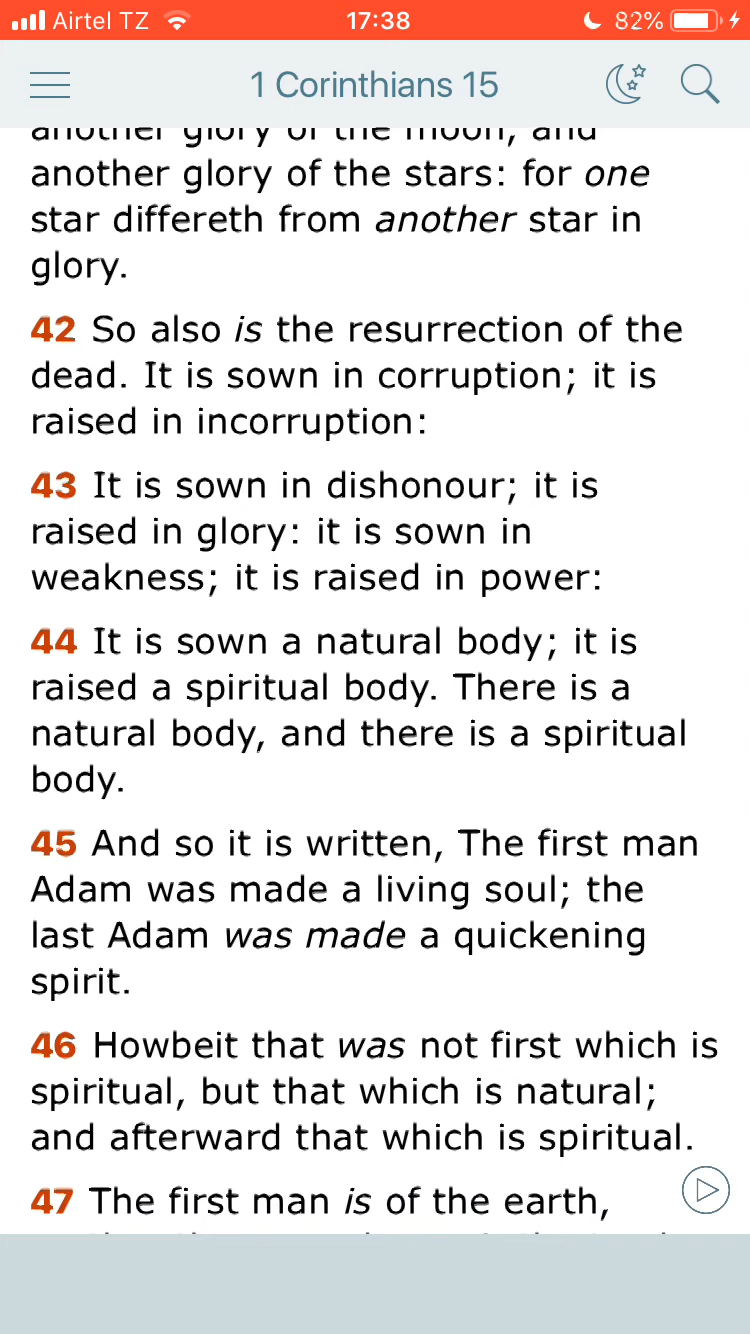 Airtel TZ 17:38 82%
1 Corinthians 15
another glory of the moon, and
another glory of the stars: for one
star differeth from another star in
glory.
42 So also is the resurrection of the
dead. It is sown in corruption; it is
raised in incorruption:
43 It is sown in dishonour; it is
raised in glory: it is sown in
weakness; it is raised in power:
44 It is sown a natural body; it is
raised a spiritual body. There is a
natural body, and there is a spiritual
body.
45 And so it is written, The first man
Adam was made a living soul; the
last Adam was made a quickening
spirit.
46 Howbeit that was not first which is
spiritual, but that which is natural;
and afterward that which is spiritual.
47 The first man is of the earth,